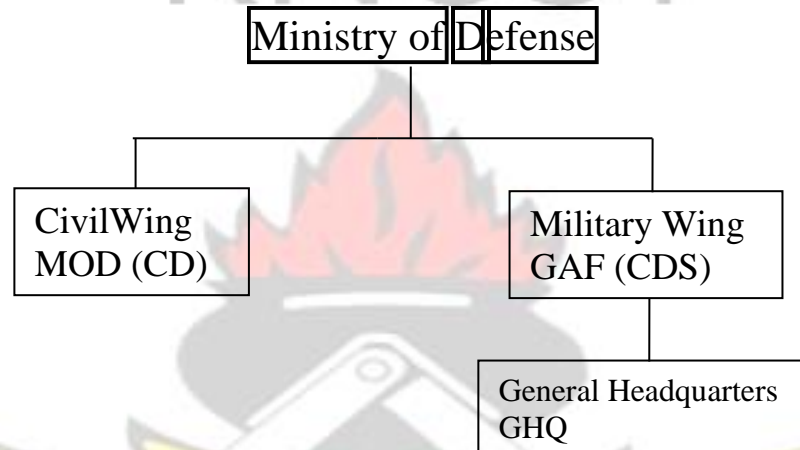 Ministry of Defense
CivilWing
MOD (CD)
Military Wing
GAF (CDS)
General Headquarters
GHQ